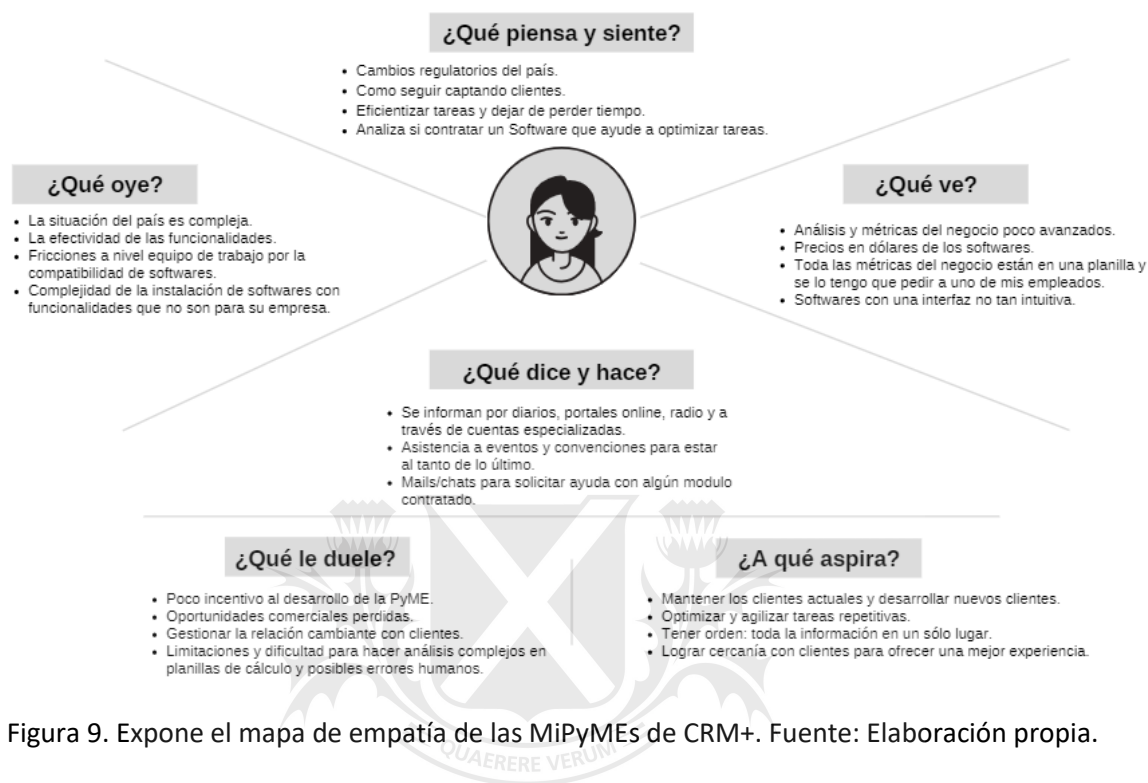 ¿Qué piensa y siente?
• Cambios regulatorios del país.
• Como seguir captando clientes.
• Eficientizar tareas y dejar de perder tiempo.
• Analiza si contratar un Software que ayude a optimizar tareas.
¿Qué oye?
• La situación del país es compleja.
• La efectividad de las funcionalidades.
• Fricciones a nivel equipo de trabajo por la
compatibilidad de softwares.
• Complejidad de la instalación de softwares con
funcionalidades que no son para su empresa.
¿Qué ve?
• Análisis y métricas del negocio poco avanzados.
• Precios en dólares de los softwares.
• Toda las métricas del negocio están en una planilla y
se lo tengo que pedir a uno de mis empleados.
• Softwares con una interfaz no tan intuitiva.
¿Qué dice y hace?
• Se informan por diarios, portales online, radio y a
través de cuentas especializadas.
• Asistencia a eventos y convenciones para estar
al tanto de lo último.
• Mails/chats para solicitar ayuda con algún modulo
contratado.
¿Qué le duele?
• Poco incentivo al desarrollo de la PyME.
• Oportunidades comerciales perdidas.
• Gestionar la relación cambiante con clientes.
• Limitaciones y dificultad para hacer análisis complejos en
planillas de cálculo y posibles errores humanos.
¿A qué aspira?
• Mantener los clientes actuales y desarrollar nuevos clientes.
• Optimizar y agilizar tareas repetitivas.
• Tener orden: toda la información en un sólo lugar.
• Lograr cercanía con clientes para ofrecer una mejor experiencia.
Figura 9. Expone el mapa de empatía de las MiPyMEs de CRM+. Fuente: Elaboración propia.
QUAERERE VERUM